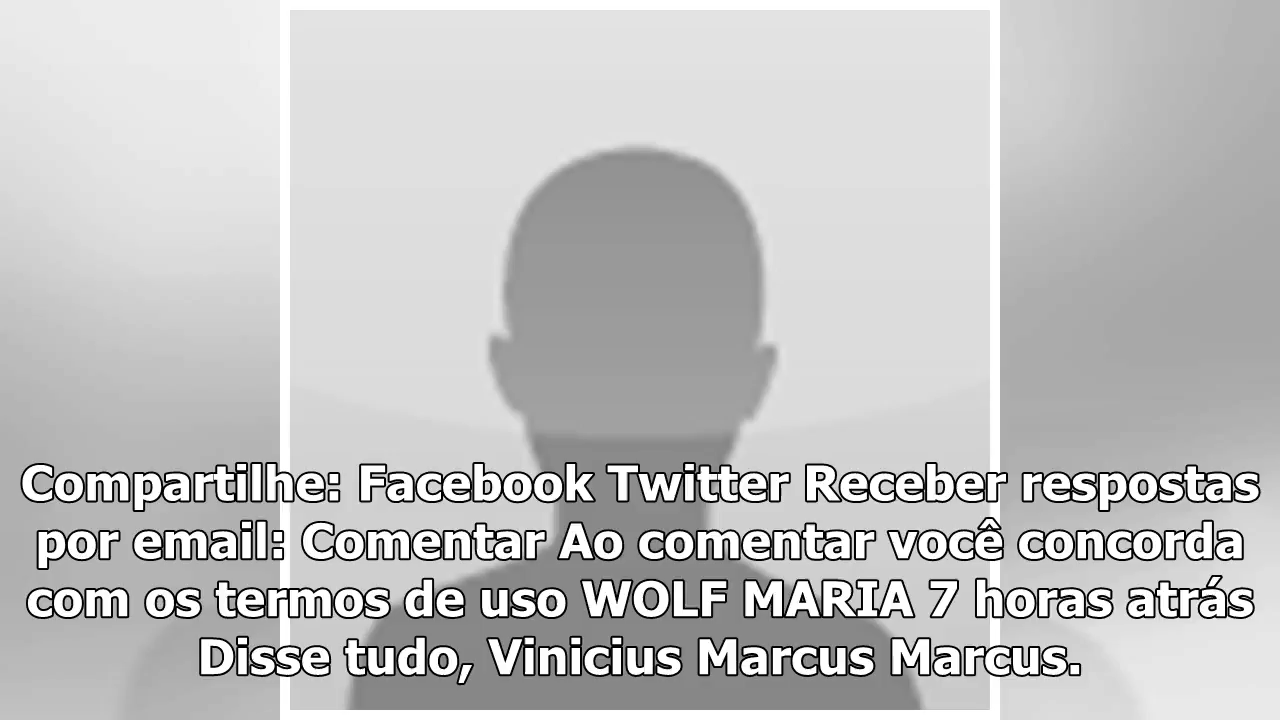 Compartilhe: Facebook Twitter Receber respostas
por email: Comentar Ao comentar você concorda
com os termos de uso WOLF MARIA 7 horas atrás
Disse tudo, Vinicius Marcus Marcus.